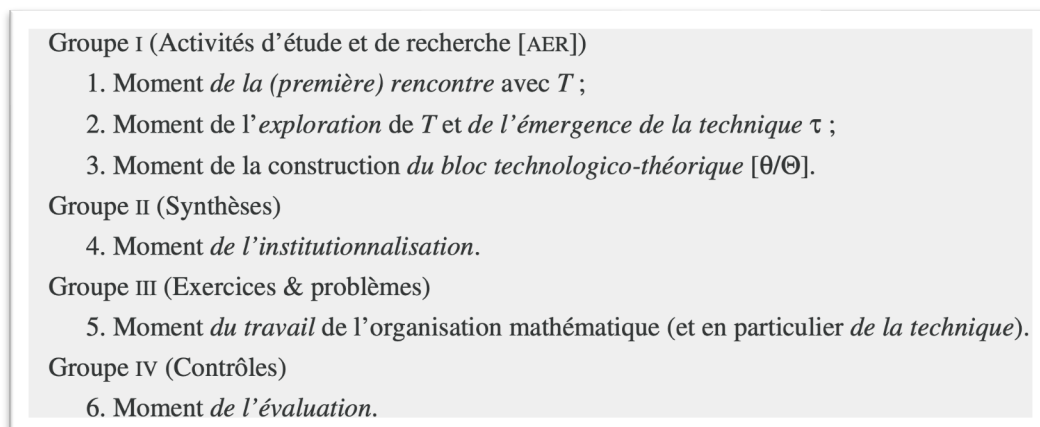 Groupe I (Activités d’étude et de recherche [AER])
1. Moment de la (première) rencontre avec T ;
2. Moment de l’exploration de T et de l’émergence de la technique τ ;
3. Moment de la construction du bloc technologico-théorique [θ/Θ].
Groupe II (Synthèses)
4. Moment de l’institutionnalisation.
Groupe III (Exercices & problèmes)
5. Moment du travail de l’organisation mathématique (et en particulier de la technique).
Groupe IV (Contrôles)
6. Moment de l’évaluation.